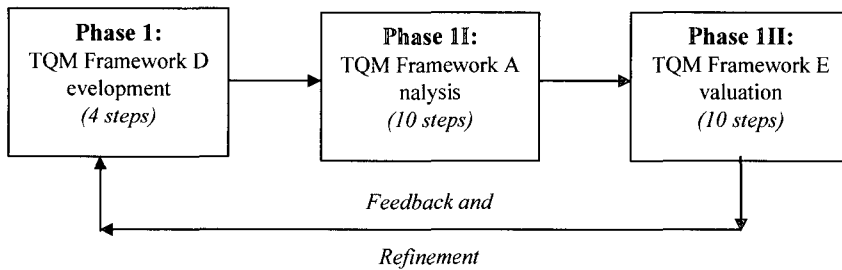 Phase 1:
TQM Framework D
evelopment
(4 steps)
Phase 1I:
TQM Framework A
nalysis
(10 steps)
Phase 1II:
TQM Framework E
valuation
(10 steps)
Feedback and
Refinement